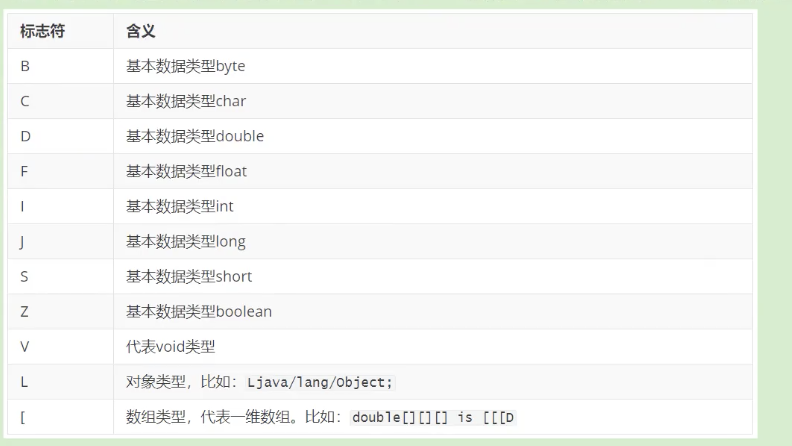 标志符 含义
B 基本数据类型byte
C 基本数据类型char
D 基本数据类型double
F 基本数据类型float
I 基本数据类型int
J 基本数据类型long
S 基本数据类型short
Z 基本数据类型boolean
V 代表void类型
L 对象类型，比如：Ljava/lang/Object;
[ 数组类型，代表一维数组。比如：double[][][] is [[[D